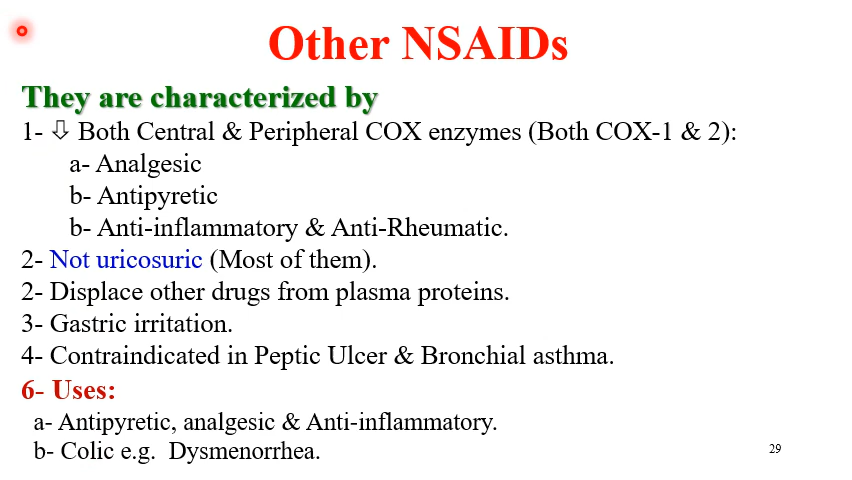 Other NSAIDs
They are characterized by
1- ⇩ Both Central & Peripheral COX enzymes (Both COX-1 & 2):
a- Analgesic
b- Antipyretic
b- Anti-inflammatory & Anti-Rheumatic.
2- Not uricosuric (Most of them).
2- Displace other drugs from plasma proteins.
3- Gastric irritation.
4- Contraindicated in Peptic Ulcer & Bronchial asthma.
6- Uses:
a- Antipyretic, analgesic & Anti-inflammatory.
b- Colic e.g. Dysmenorrhea.
29